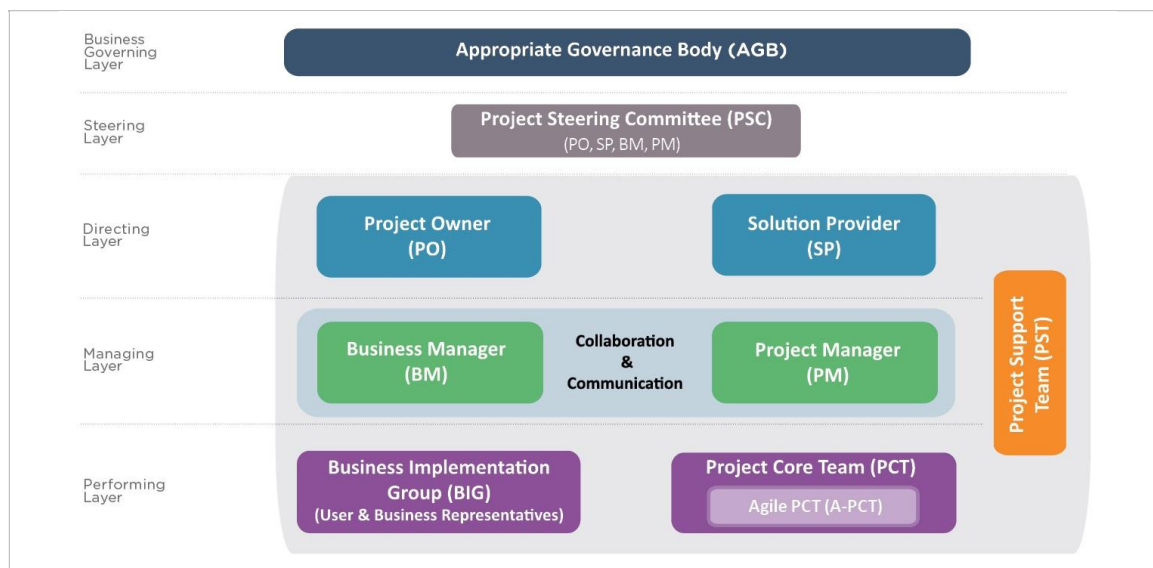 Business
Governing
Layer
Appropriate Governance Body (AGB)
Steering
Layer
Project Steering Committee (PSC)
(PO, SP, BM, PM)
Directing
Layer
Project Owner
(PO)
Solution Provider
(SP)
Managing
Layer
Business Manager
(BM)
Collaboration
&
Communication
Project Manager
(PM)
Project Support
Team (PST)
Performing
Layer
Business Implementation
Group (BIG)
(User & Business Representatives)
Project Core Team (PCT)
Agile PCT (A-PCT)